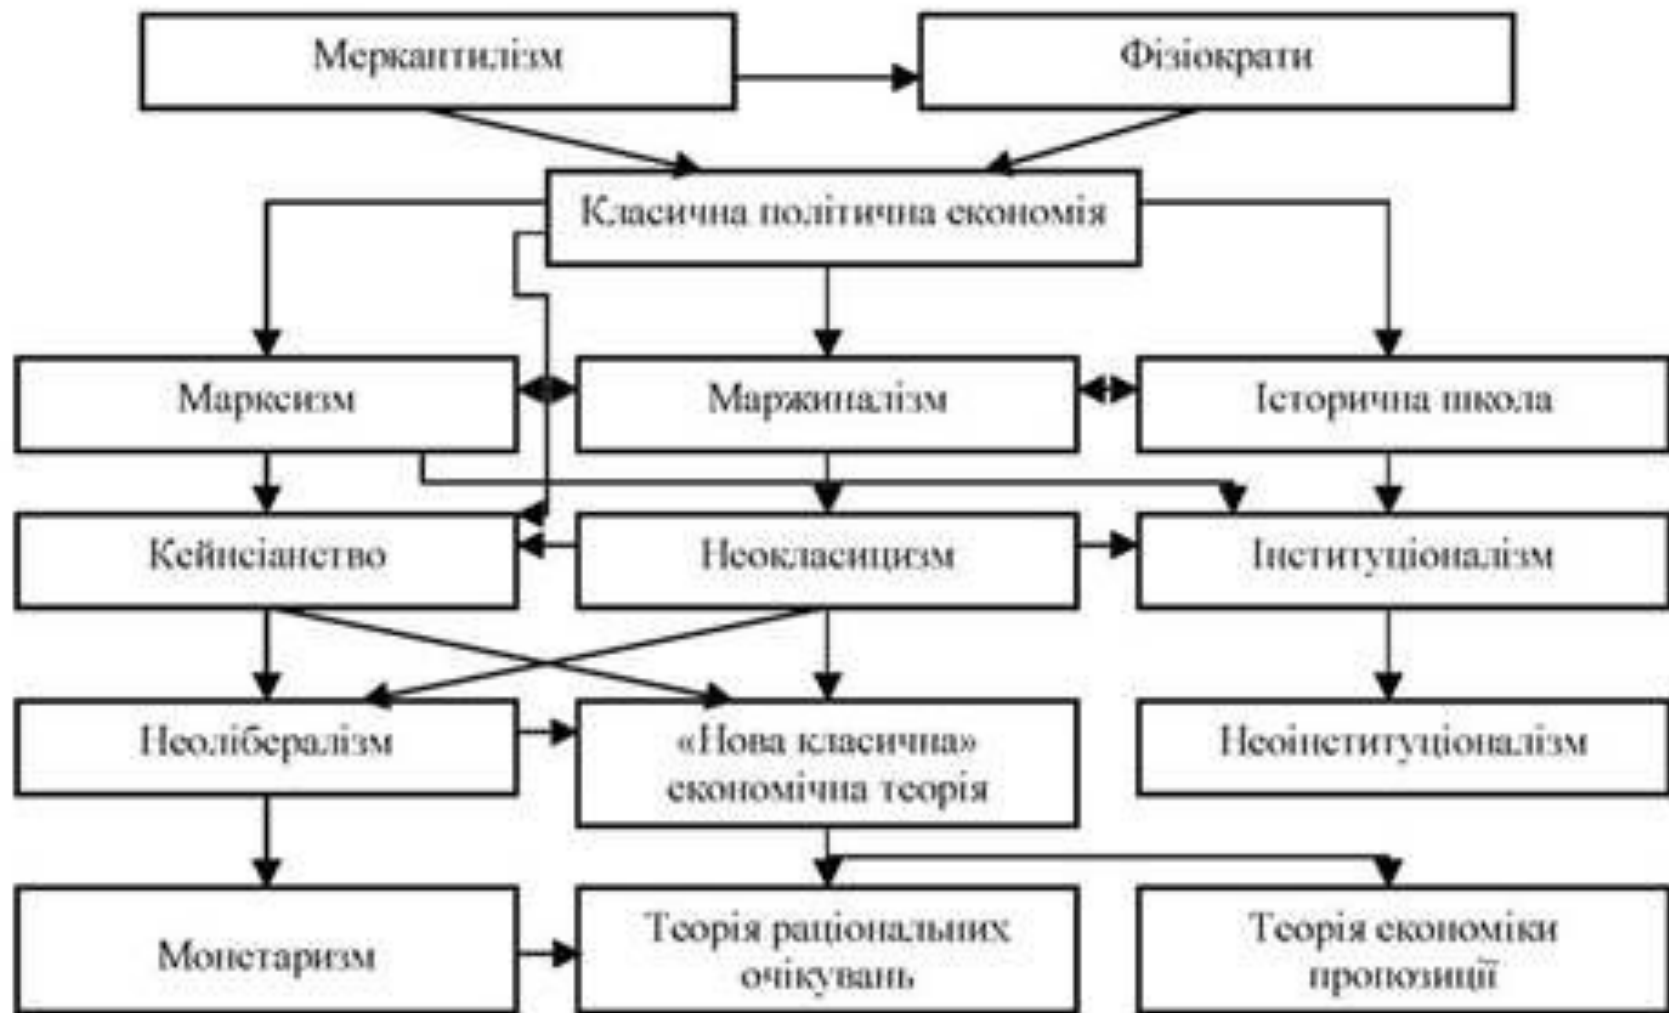 Меркантилізм
Фізіократи
Класична політична економія
Марксизм
Маржиналізм
Історична школа
Кейнсіанство
Неокласицизм
Інституціоналізм
Неолібералізм
«Нова класична»
економічна теорія
Неоінституціоналізм
Монетаризм
Теорія раціональних
очікувань
Теорія економіки
пропозиції